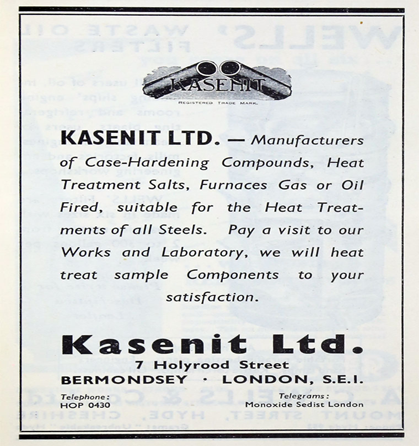 KASENIT
REGISTERED TRADE MARK.
KASENIT LTD. — Manufacturers
of Case-Hardening Compounds, Heat
Treatment Salts, Furnaces Gas or Oil
Fired, suitable for the Heat Treat-
ments of all Steels. Pay a visit to our
Works and Laboratory, we will heat
treat sample Components to your
satisfaction.
Kasenit Ltd.
7 Holyrood Street
BERMONDSEY · LONDON, S.E.I.
Telephone: Telegrams:
HOP 0430 Monoxide Sedist London